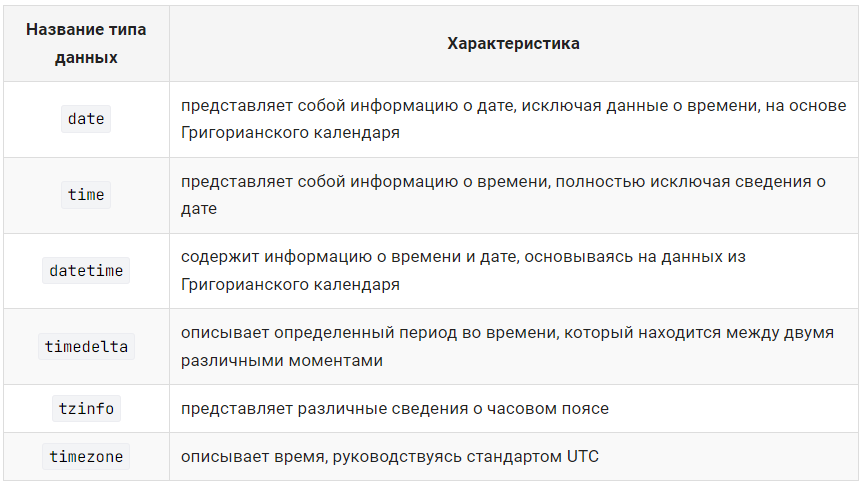 Название типа
данных
Характеристика
date
представляет собой информацию о дате, исключая данные о времени, на основе
Григорианского календаря
time
представляет собой информацию о времени, полностью исключая сведения о
дате
datetime
содержит информацию о времени и дате, основываясь на данных из
Григорианского календаря
timedelta
описывает определенный период во времени, который находится между двумя
различными моментами
tzinfo
представляет различные сведения о часовом поясе
timezone
описывает время, руководствуясь стандартом UTC